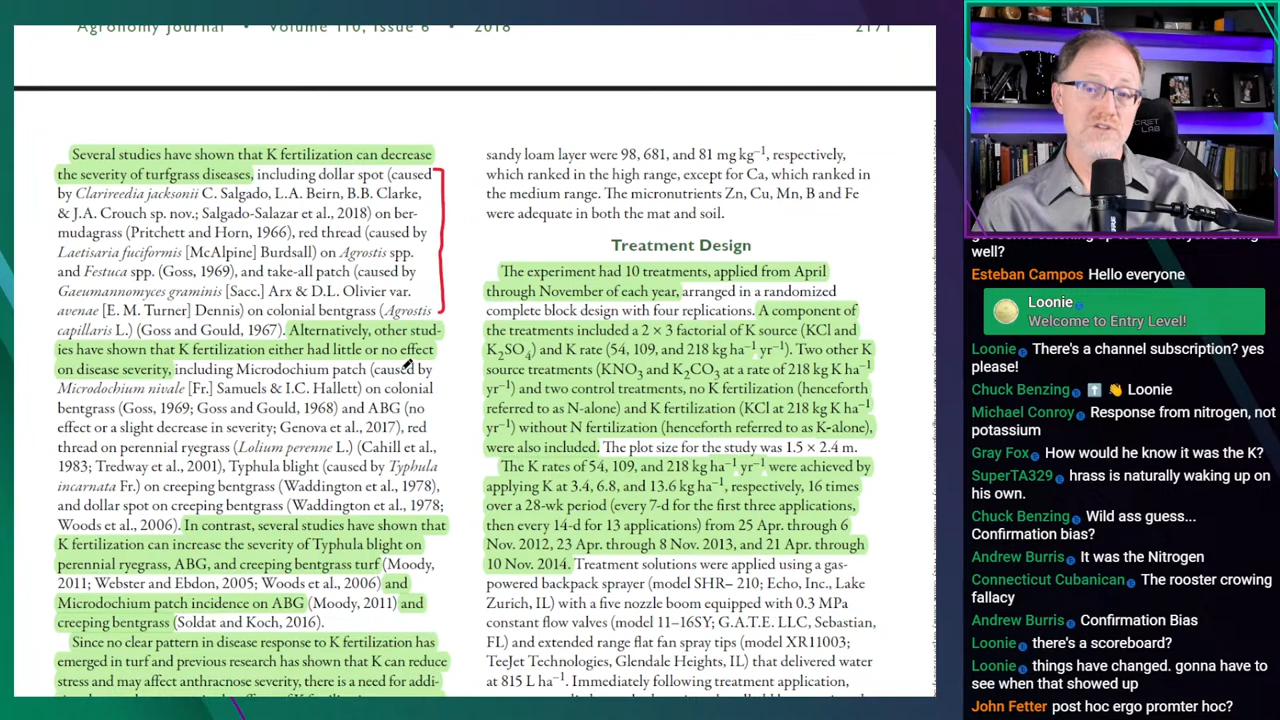 Agronomy Journal • Volume 110, Issue 6 • 2018
2171
Several studies have shown that K fertilization can decrease
the severity of turfgrass diseases, including dollar spot (caused
by Clarireedia jacksonii C. Salgado, L.A. Beirn, B.B. Clarke,
& J.A. Crouch sp. nov.; Salgado-Salazar et al., 2018) on ber-
mudagrass (Pritchett and Horn, 1966), red thread (caused by
Laetisaria fuciformis [McAlpine] Burdsall) on Agrostis spp.
and Festuca spp. (Goss, 1969), and take-all patch (caused by
Gaeumannomyces graminis [Sacc.] Arx & D.L. Olivier var.
avenae [E. M. Turner] Dennis) on colonial bentgrass (Agrostis
capillaris L.) (Goss and Gould, 1967). Alternatively, other stud-
ies have shown that K fertilization either had little or no effect
on disease severity, including Microdochium patch (caused by
Microdochium nivale [Fr.] Samuels & I.C. Hallett) on colonial
bentgrass (Goss, 1969; Goss and Gould, 1968) and ABG (no
effect or a slight decrease in severity; Genova et al., 2017), red
thread on perennial ryegrass (Lolium perenne L.) (Cahill et al.,
1983; Tredway et al., 2001), Typhula blight (caused by Typhula
incarnata Fr.) on creeping bentgrass (Waddington et al., 1978),
and dollar spot on creeping bentgrass (Waddington et al., 1978;
Woods et al., 2006). In contrast, several studies have shown that
K fertilization can increase the severity of Typhula blight on
perennial ryegrass, ABG, and creeping bentgrass turf (Moody,
2011; Webster and Ebdon, 2005; Woods et al., 2006) and
Microdochium patch incidence on ABG (Moody, 2011) and
creeping bentgrass (Soldat and Koch, 2016).
Since no clear pattern in disease response to K fertilization has
emerged in turf and previous research has shown that K can reduce
stress and may affect anthracnose severity, there is a need for addi-
sandy loam layer were 98, 681, and 81 mg kg–1, respectively,
which ranked in the high range, except for Ca, which ranked in
the medium range. The micronutrients Zn, Cu, Mn, B and Fe
were adequate in both the mat and soil.
Treatment Design
The experiment had 10 treatments, applied from April
through November of each year, arranged in a randomized
complete block design with four replications. A component of
the treatments included a 2 × 3 factorial of K source (KCl and
K2SO4) and K rate (54, 109, and 218 kg ha–1 yr–1). Two other K
source treatments (KNO3 and K2CO3 at a rate of 218 kg K ha–1
yr–1) and two control treatments, no K fertilization (henceforth
referred to as N-alone) and K fertilization (KCl at 218 kg K ha–1
yr–1) without N fertilization (henceforth referred to as K-alone),
were also included. The plot size for the study was 1.5 × 2.4 m.
The K rates of 54, 109, and 218 kg ha–1 yr–1 were achieved by
applying K at 3.4, 6.8, and 13.6 kg ha–1, respectively, 16 times
over a 28-wk period (every 7-d for the first three applications,
then every 14-d for 13 applications) from 25 Apr. through 6
Nov. 2012, 23 Apr. through 8 Nov. 2013, and 21 Apr. through
10 Nov. 2014. Treatment solutions were applied using a gas-
powered backpack sprayer (model SHR– 210; Echo, Inc., Lake
Zurich, IL) with a five nozzle boom equipped with 0.3 MPa
constant flow valves (model 11–16SY; G.A.T.E. LLC, Sebastian,
FL) and extended range flat fan spray tips (model XR11003;
TeeJet Technologies, Glendale Heights, IL) that delivered water
at 815 L ha–1. Immediately following treatment application,
well?
Esteban Campos Hello everyone
Loonie
Welcome to Entry Level!
Loonie There's a channel subscription? yes
please!
Chuck Benzing ⬆️ 👏 Loonie
Michael Conroy Response from nitrogen, not
potassium
Gray Fox How would he know it was the K?
SuperTA329 hrass is naturally waking up on
his own.
Chuck Benzing Wild ass guess...
Confirmation bias?
Andrew Burris It was the Nitrogen
Connecticut Cubanican The rooster crowing
fallacy
Andrew Burris Confirmation Bias
Loonie there's a scoreboard?
Loonie things have changed. gonna have to
see when that showed up
John Fetter post hoc ergo promter hoc?